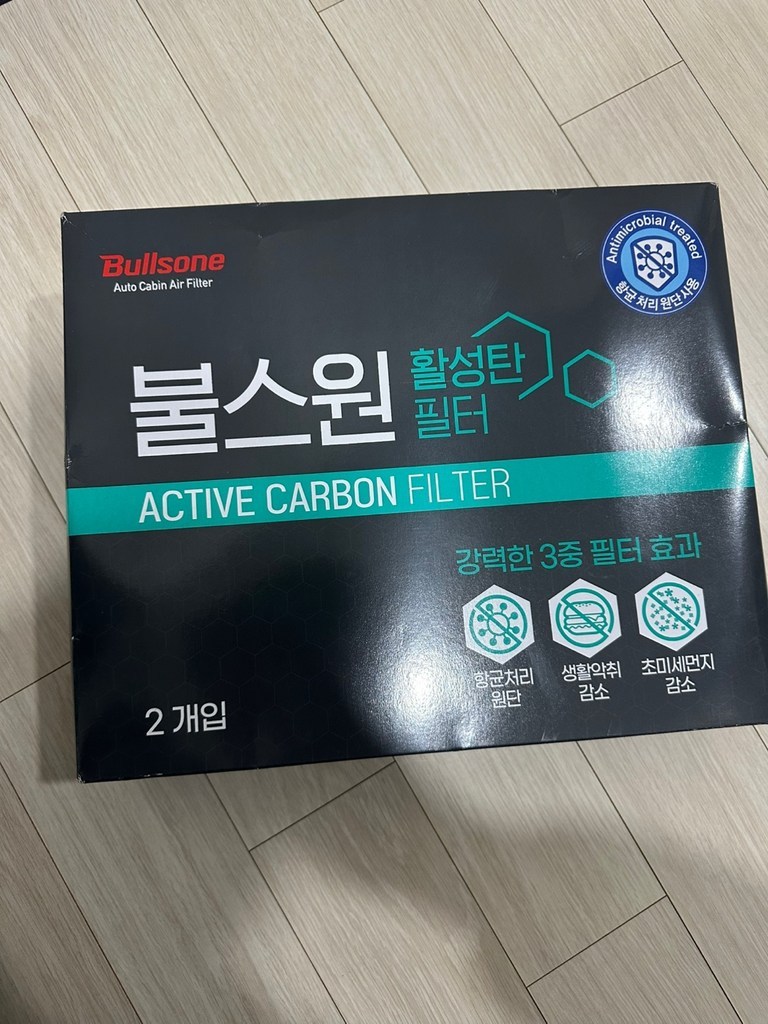 Bullsone
Auto Cabin Air Filter
Antimicrobial treated
항균 처리 원단 사용
불스원
활성탄
필터
ACTIVE CARBON FILTER
강력한 3중 필터 효과
항균처리
원단
생활악취
감소
초미세먼지
감소
2 개입